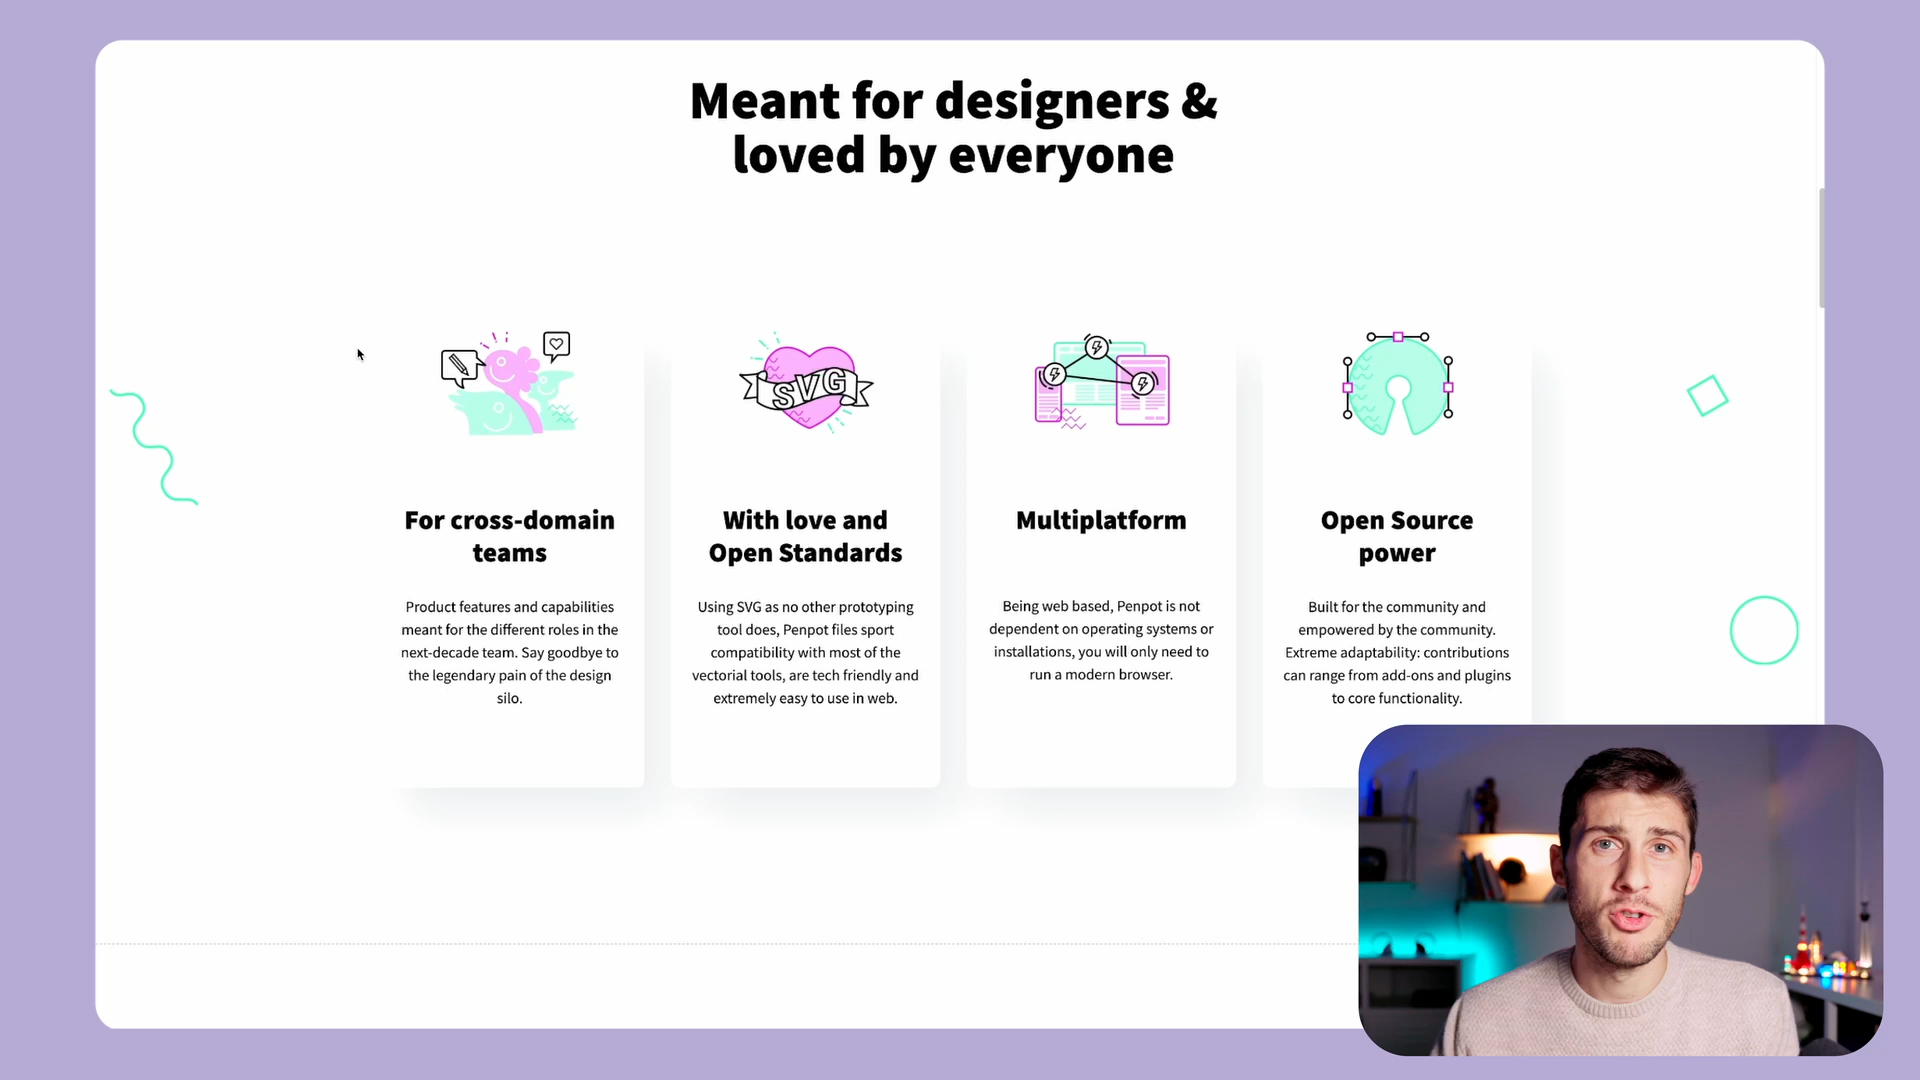 Meant for designers &
loved by everyone
SVG
For cross-domain
teams
Product features and capabilities
meant for the different roles in the
next-decade team. Say goodbye to
the legendary pain of the design
silo.
With love and
Open Standards
Using SVG as no other prototyping
tool does, Penpot files sport
compatibility with most of the
vectorial tools, are tech friendly and
extremely easy to use in web.
Multiplatform
Being web based, Penpot is not
dependent on operating systems or
installations, you will only need to
run a modern browser.
Open Source
power
Built for the community and
empowered by the community.
Extreme adaptability: contributions
can range from add-ons and plugins
to core functionality.